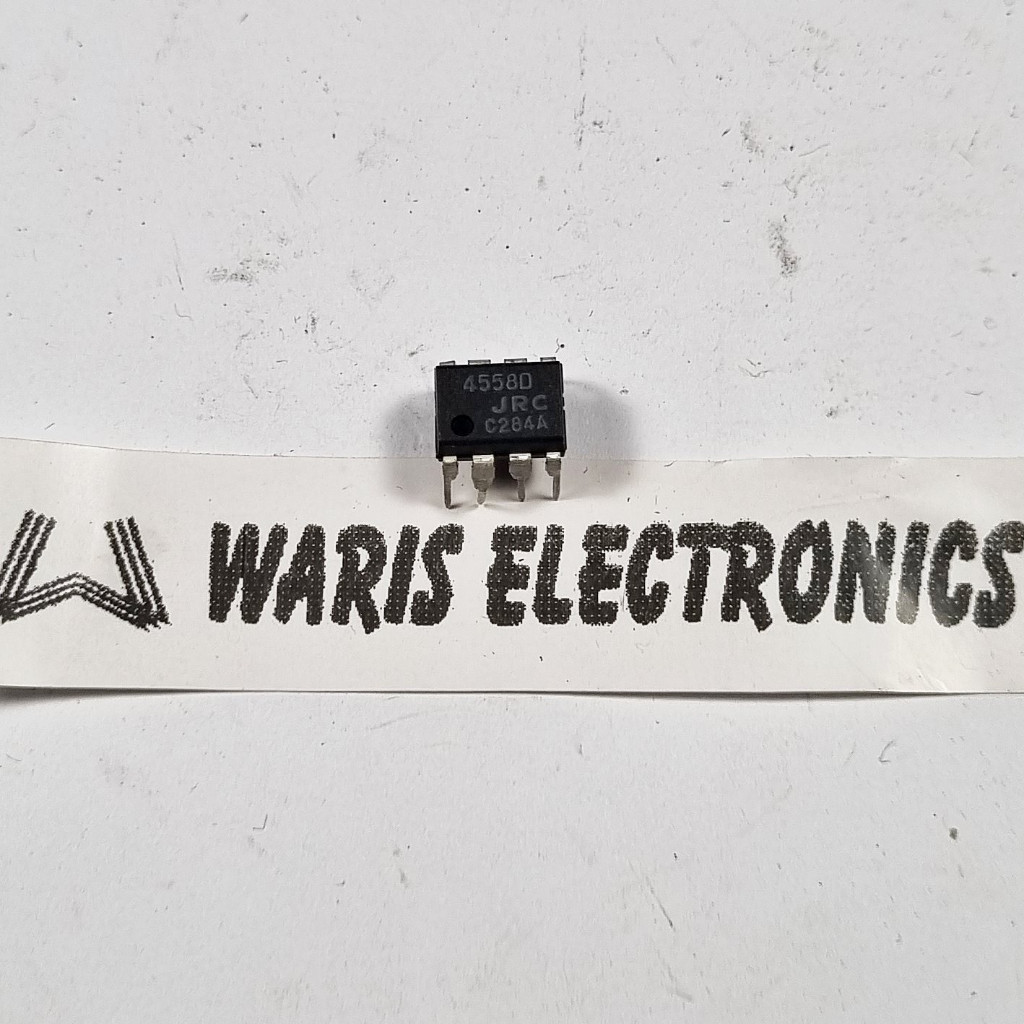 4558D
JRC
C284A
WARIS ELECTRONICS